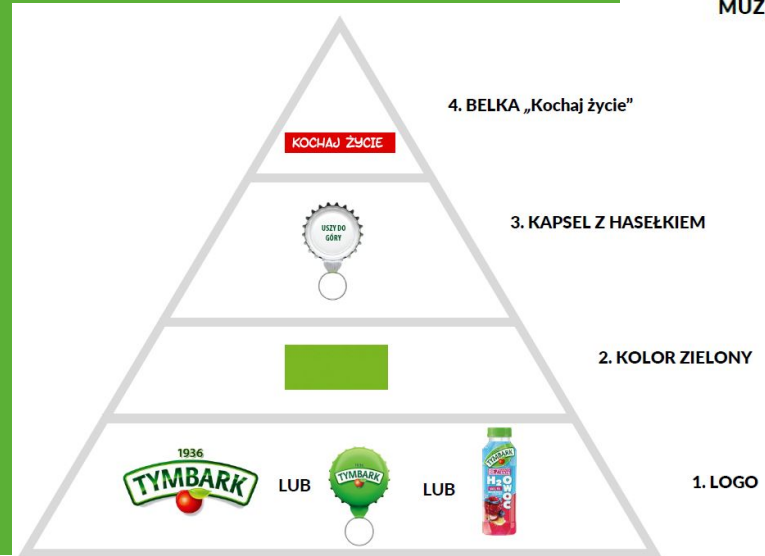 MUZ
4. BELKA „Kochaj życie”
KOCHAJ ŻYCIE
3. KAPSEL Z HASEŁKIEM
USZY DO
GÓRY
2. KOLOR ZIELONY
1936
TYMBARK
LUB
TYMBARK
LUB
TYMBARK
H2O
OWOC
1. LOGO